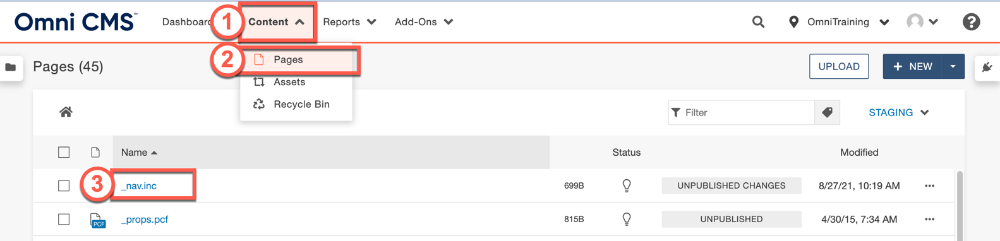 Omni CMS™ Dashboard 1 Content Reports Add-Ons OmniTraining ?
2 Pages
Pages (45) UPLOAD + NEW
Assets
Recycle Bin
Filter STAGING
Name Status Modified
3 _nav.inc 699B UNPUBLISHED CHANGES 8/27/21, 10:19 AM
PCF _props.pcf 815B UNPUBLISHED 4/30/15, 7:34 AM